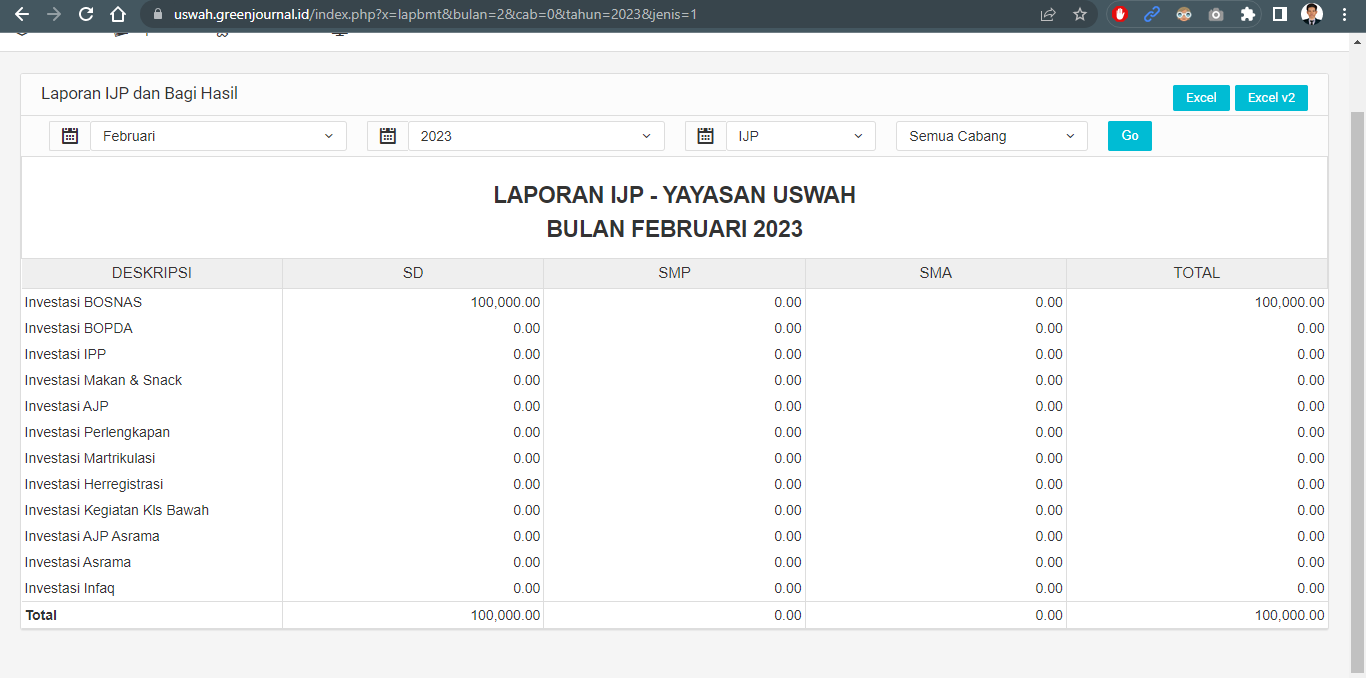 uswah.greenjournal.id/index.php?x=lapbmt&bulan=2&cab=0&tahun=2023&jenis=1
Laporan IJP dan Bagi Hasil
Excel
Excel v2
Februari
2023
IJP
Semua Cabang
Go
LAPORAN IJP - YAYASAN USWAH
BULAN FEBRUARI 2023
DESKRIPSI SD SMP SMA TOTAL
Investasi BOSNAS 100,000.00 0.00 0.00 100,000.00
Investasi BOPDA 0.00 0.00 0.00 0.00
Investasi IPP 0.00 0.00 0.00 0.00
Investasi Makan & Snack 0.00 0.00 0.00 0.00
Investasi AJP 0.00 0.00 0.00 0.00
Investasi Perlengkapan 0.00 0.00 0.00 0.00
Investasi Martrikulasi 0.00 0.00 0.00 0.00
Investasi Herregistrasi 0.00 0.00 0.00 0.00
Investasi Kegiatan Kls Bawah 0.00 0.00 0.00 0.00
Investasi AJP Asrama 0.00 0.00 0.00 0.00
Investasi Asrama 0.00 0.00 0.00 0.00
Investasi Infaq 0.00 0.00 0.00 0.00
Total 100,000.00 0.00 0.00 100,000.00